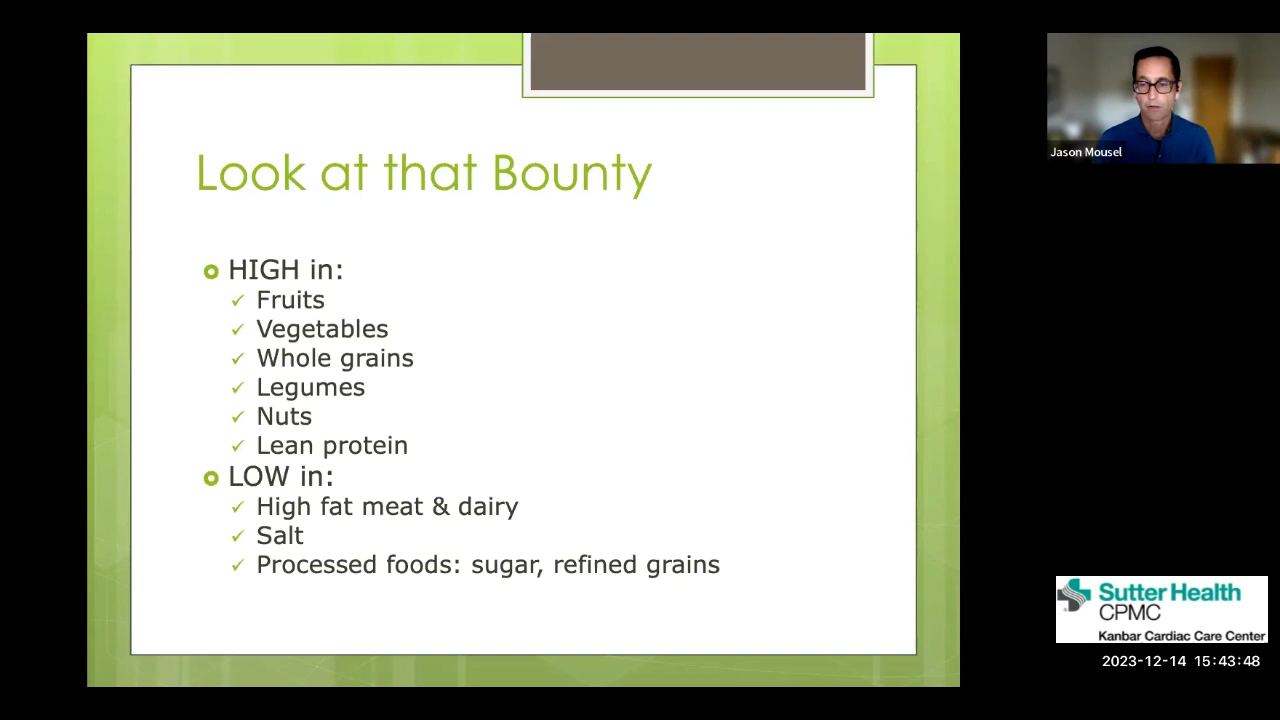 Look at that Bounty
HIGH in:
Fruits
Vegetables
Whole grains
Legumes
Nuts
Lean protein
LOW in:
High fat meat & dairy
Salt
Processed foods: sugar, refined grains
Jason Mousel
Sutter Health
CPMC
Kanbar Cardiac Care Center
2023-12-14 15:43:48